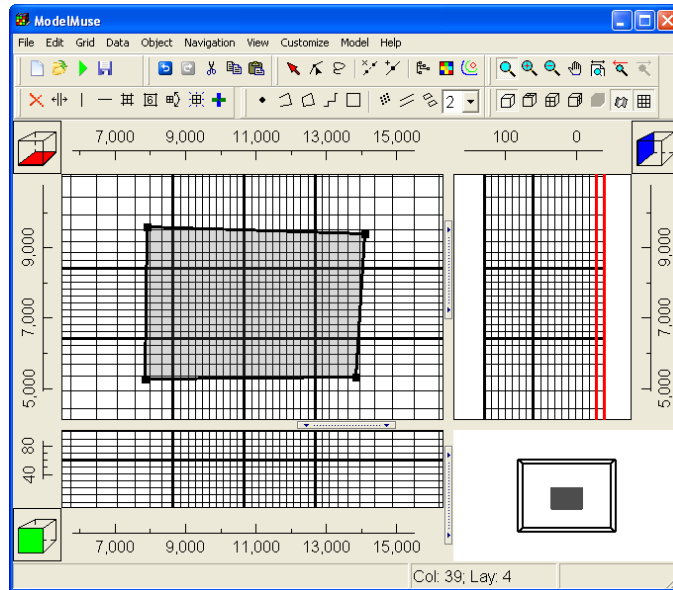 ModelMuse
File Edit Grid Data Object Navigation View Customize Model Help
2
7,000 9,000 11,000 13,000 15,000 100 0
9,000 7,000 5,000
9,000 7,000 5,000
80
40
7,000 9,000 11,000 13,000 15,000
Col: 39; Lay: 4